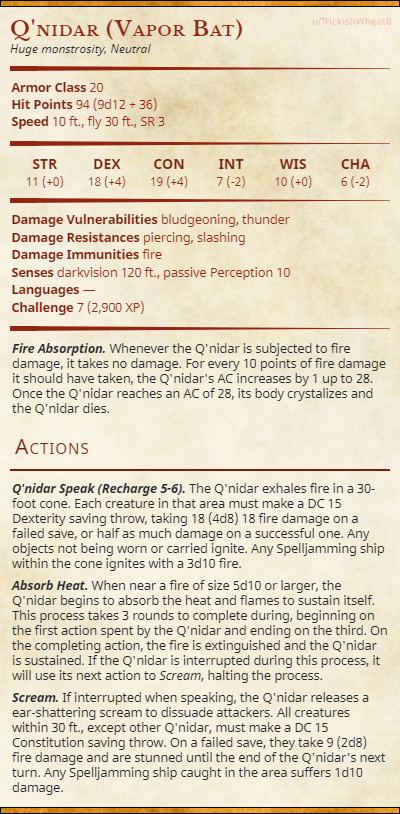 u/TrickishWheat8
Q'nidar (Vapor Bat)
Huge monstrosity, Neutral
Armor Class 20
Hit Points 94 (9d12 + 36)
Speed 10 ft., fly 30 ft., SR 3
STR DEX CON INT WIS CHA
11 (+0) 18 (+4) 19 (+4) 7 (-2) 10 (+0) 6 (-2)
Damage Vulnerabilities bludgeoning, thunder
Damage Resistances piercing, slashing
Damage Immunities fire
Senses darkvision 120 ft., passive Perception 10
Languages —
Challenge 7 (2,900 XP)
Fire Absorption. Whenever the Q'nidar is subjected to fire
damage, it takes no damage. For every 10 points of fire damage
it should have taken, the Q'nidar's AC increases by 1 up to 28.
Once the Q'nidar reaches an AC of 28, its body crystalizes and
the Q'nidar dies.
Actions
Q'nidar Speak (Recharge 5-6). The Q'nidar exhales fire in a 30-
foot cone. Each creature in that area must make a DC 15
Dexterity saving throw, taking 18 (4d8) 18 fire damage on a
failed save, or half as much damage on a successful one. Any
objects not being worn or carried ignite. Any Spelljamming ship
within the cone ignites with a 3d10 fire.
Absorb Heat. When near a fire of size 5d10 or larger, the
Q'nidar begins to absorb the heat and flames to sustain itself.
This process takes 3 rounds to complete during, beginning on
the first action spent by the Q'nidar and ending on the third. On
the completing action, the fire is extinguished and the Q'nidar
is sustained. If the Q'nidar is interrupted during this process, it
will use its next action to Scream, halting the process.
Scream. If interrupted when speaking, the Q'nidar releases a
ear-shattering scream to dissuade attackers. All creatures
within 30 ft., except other Q'nidar, must make a DC 15
Constitution saving throw. On a failed save, they take 9 (2d8)
fire damage and are stunned until the end of the Q'nidar's next
turn. Any Spelljamming ship caught in the area suffers 1d10
damage.